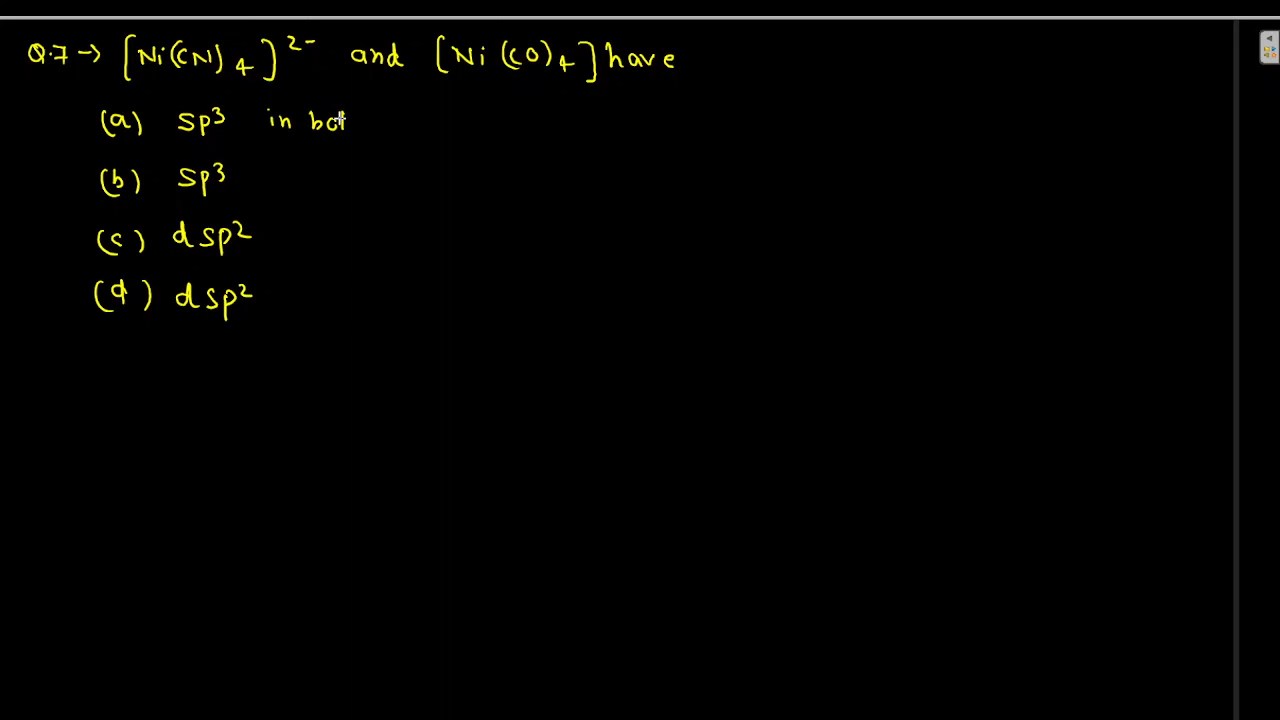 Q.7 → [Ni(CN)4]2- and [Ni(CO)4] have
(a) sp3 in bot
(b) sp3
(c) dsp2
(d) dsp2